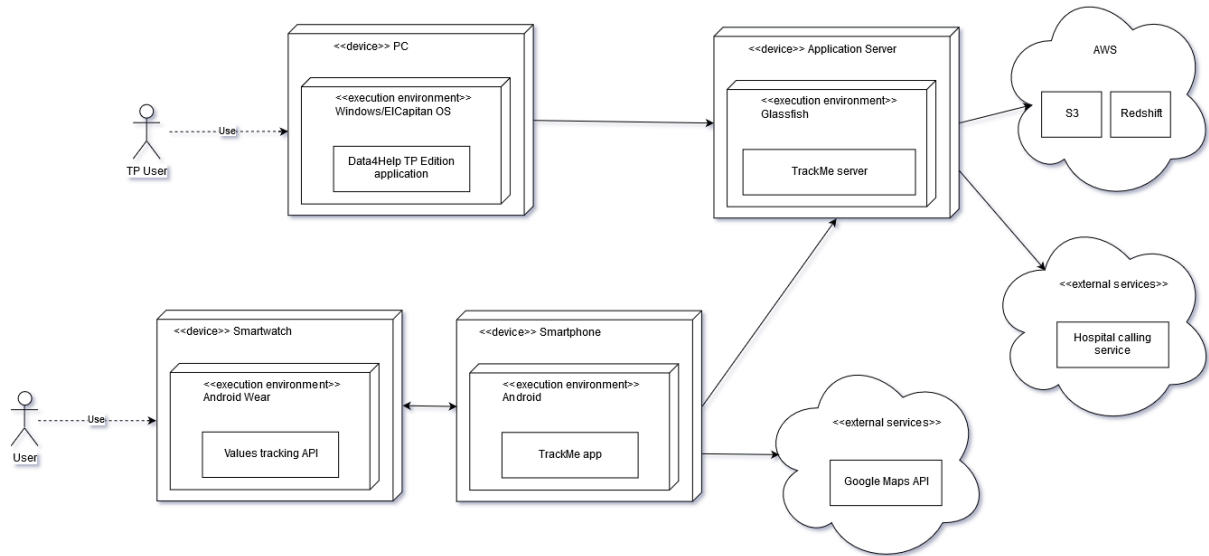 <<device>> PC
<<execution environment>>
Windows/ElCapitan OS
Data4Help TP Edition
application
TP User
Use
<<device>> Application Server
<<execution environment>>
Glassfish
TrackMe server
AWS
S3
Redshift
<<external services>>
Hospital calling
service
<<device>> Smartwatch
<<execution environment>>
Android Wear
Values tracking API
User
Use
<<device>> Smartphone
<<execution environment>>
Android
TrackMe app
<<external services>>
Google Maps API